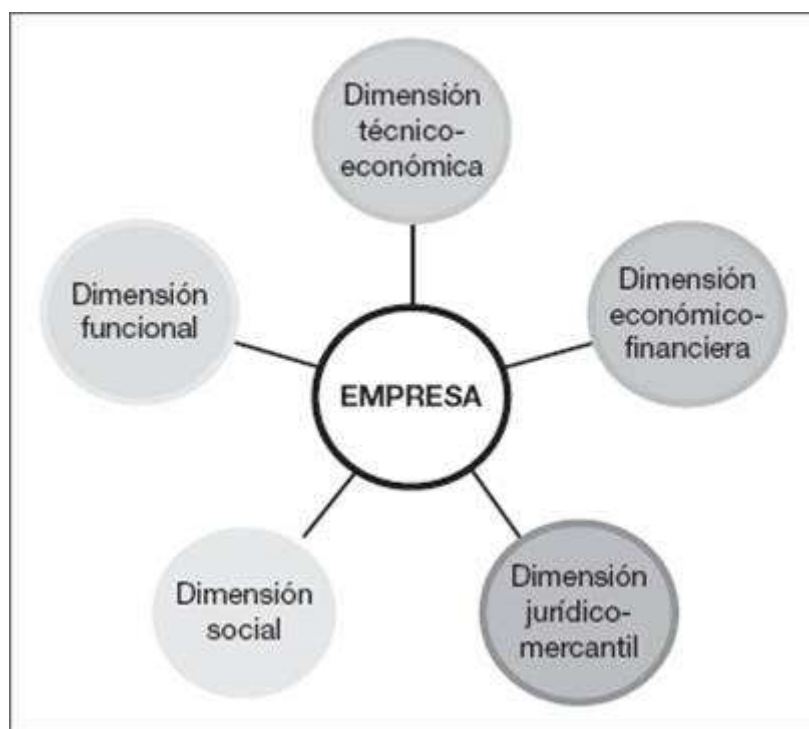 Dimensión
técnico-
económica
Dimensión
funcional
Dimensión
económico-
financiera
EMPRESA
Dimensión
social
Dimensión
jurídico-
mercantil